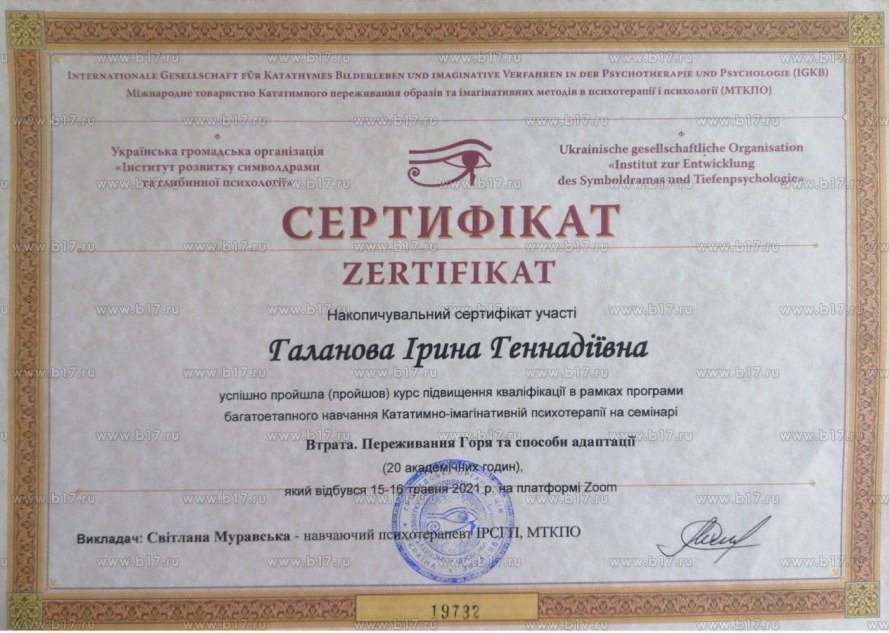 INTERNATIONALE GESELLSCHAFT FÜR KATATHYMES BILDERLEBEN UND IMAGINATIVE VERFAHREN IN DER PSYCHOTHERAPIE UND PSYCHOLOGIE (IGKB)
Міжнародне товариство Кататимного переживання образів та імагінативних методів в психотерапії і психології (МТКПО)
Українська громадська організація
«Інститут розвитку символдрами
та глибинної психології»
Ukrainische gesellschaftliche Organisation
«Institut zur Entwicklung
des Symboldramas und Tiefenpsychologie»
СЕРТИФІКАТ
ZERTIFIKAT
Накопичувальний сертифікат участі
Галанова Ірина Геннадіївна
успішно пройшла (пройшов) курс підвищення кваліфікації в рамках програми
багатоетапного навчання Кататимно-імагінативній психотерапії на семінарі
Втрата. Переживання Горя та способи адаптації
(20 академічних годин),
який відбувся 15-16 травня 2021 р. на платформі Zoom
Викладач: Світлана Муравська - навчаючий психотерапевт ІРСГП, МТКПО
19732
www.b17.ru